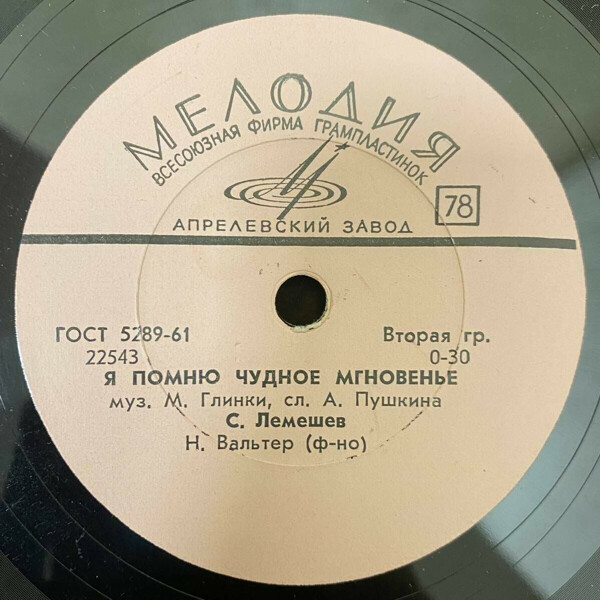 МЕЛОДИЯ
ВСЕСОЮЗНАЯ ФИРМА ГРАМПЛАСТИНОК
АПРЕЛЕВСКИЙ ЗАВОД
78
ГОСТ 5289-61 Вторая гр.
22543 0-30
Я ПОМНЮ ЧУДНОЕ МГНОВЕНЬЕ
муз. М. Глинки, сл. А. Пушкина
С. Лемешев
Н. Вальтер (ф-но)